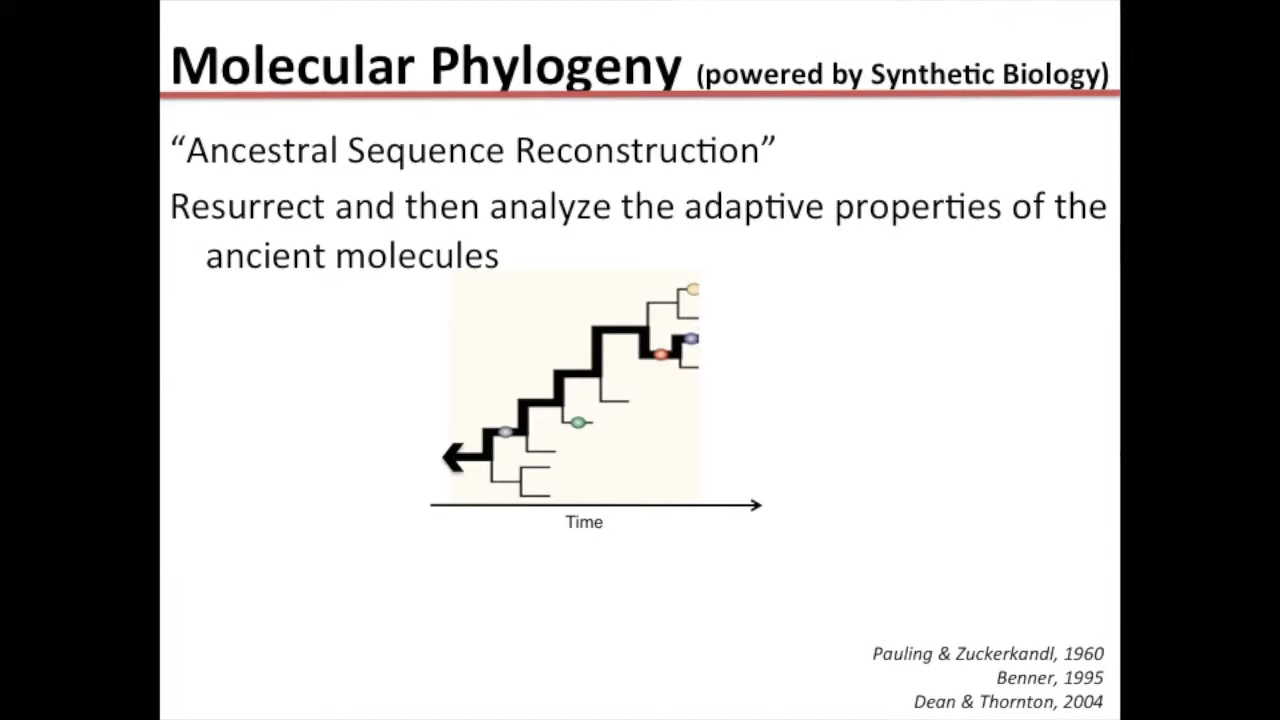 Molecular Phylogeny (powered by Synthetic Biology)
“Ancestral Sequence Reconstruction”
Resurrect and then analyze the adaptive properties of the
ancient molecules
Time
Pauling & Zuckerkandl, 1960
Benner, 1995
Dean & Thornton, 2004